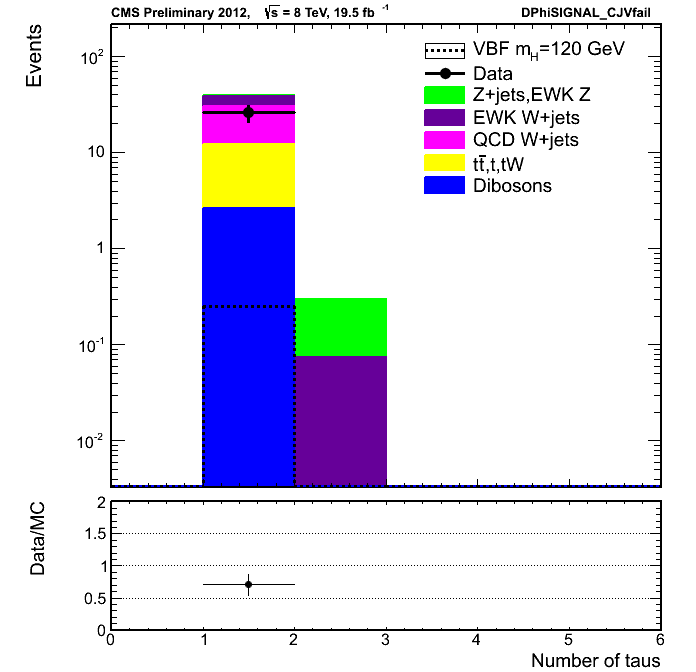 CMS Preliminary 2012, √s = 8 TeV, 19.5 fb⁻¹ DPhiSIGNAL_CJVfail
Events
10²
10
1
10⁻¹
10⁻²
VBF m_H=120 GeV
Data
Z+jets,EWK Z
EWK W+jets
QCD W+jets
tt̄,t,tW
Dibosons
Data/MC
2
1.5
1
0.5
0
0 1 2 3 4 5 6
Number of taus